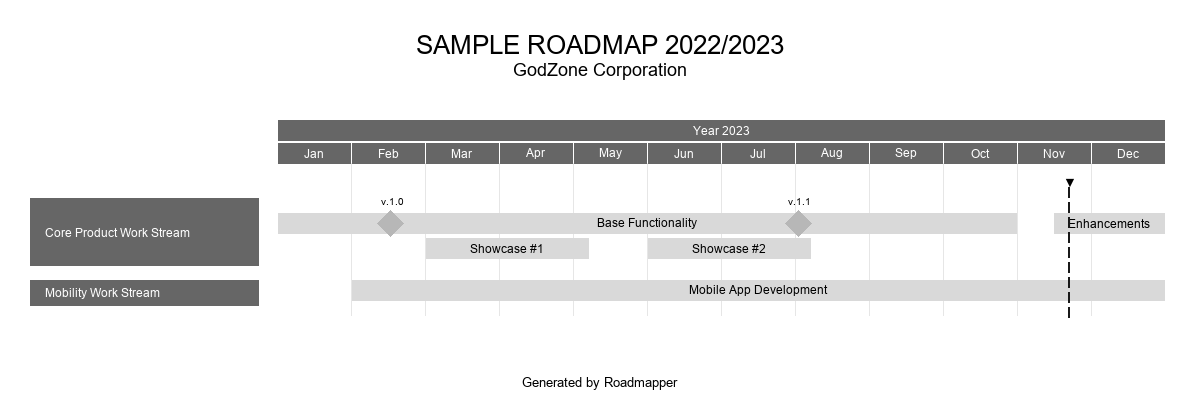 SAMPLE ROADMAP 2022/2023
GodZone Corporation
Year 2023
Jan Feb Mar Apr May Jun Jul Aug Sep Oct Nov Dec
v.1.0 v.1.1
Core Product Work Stream Base Functionality Enhancements
Showcase #1 Showcase #2
Mobility Work Stream Mobile App Development
Generated by Roadmapper